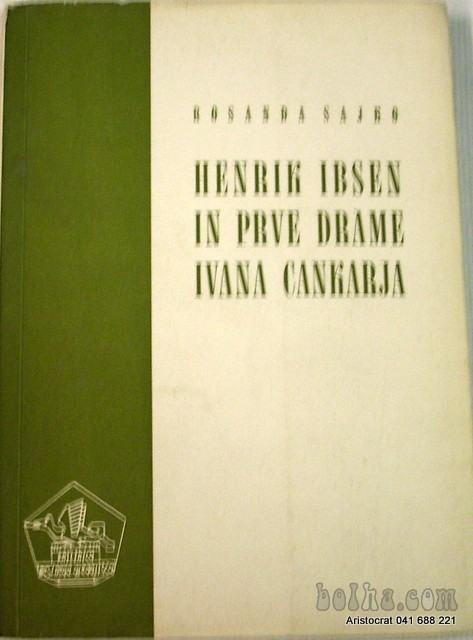 ROSANDA SAJKO
HENRIK IBSEN
IN PRVE DRAME
IVANA CANKARJA
bolha.com
Aristocrat 041 688 221